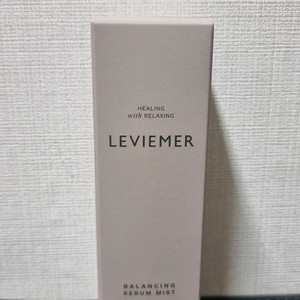 HEALING
with RELAXING
LEVIEMER
BALANCING
SERUM MIST